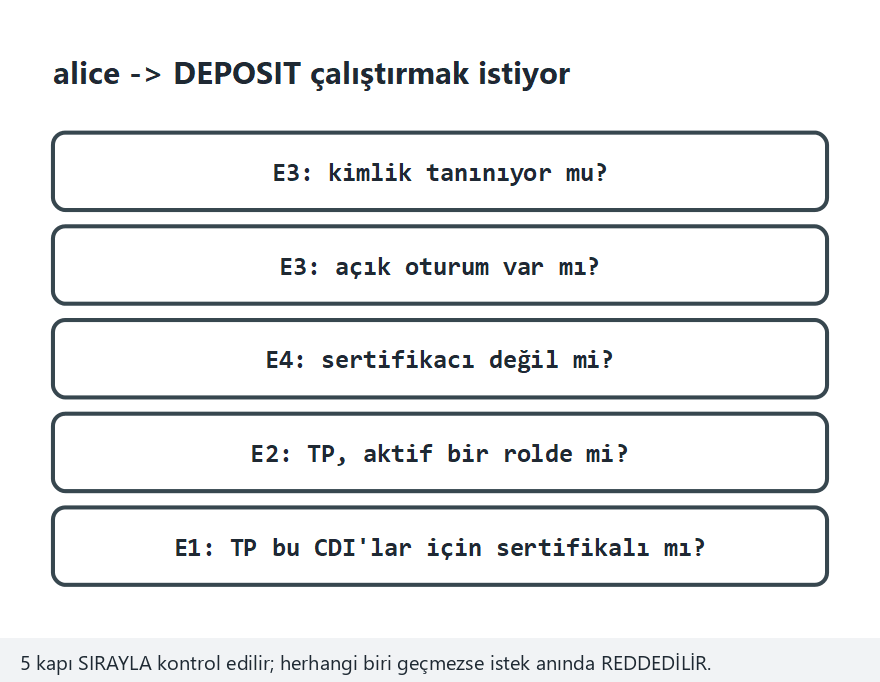 alice -> DEPOSIT çalıştırmak istiyor
E3: kimlik tanınıyor mu?
E3: açık oturum var mı?
E4: sertifikacı değil mi?
E2: TP, aktif bir rolde mi?
E1: TP bu CDI'lar için sertifikalı mı?
5 kapı SIRAYLA kontrol edilir; herhangi biri geçmezse istek anında REDDEDİLİR.